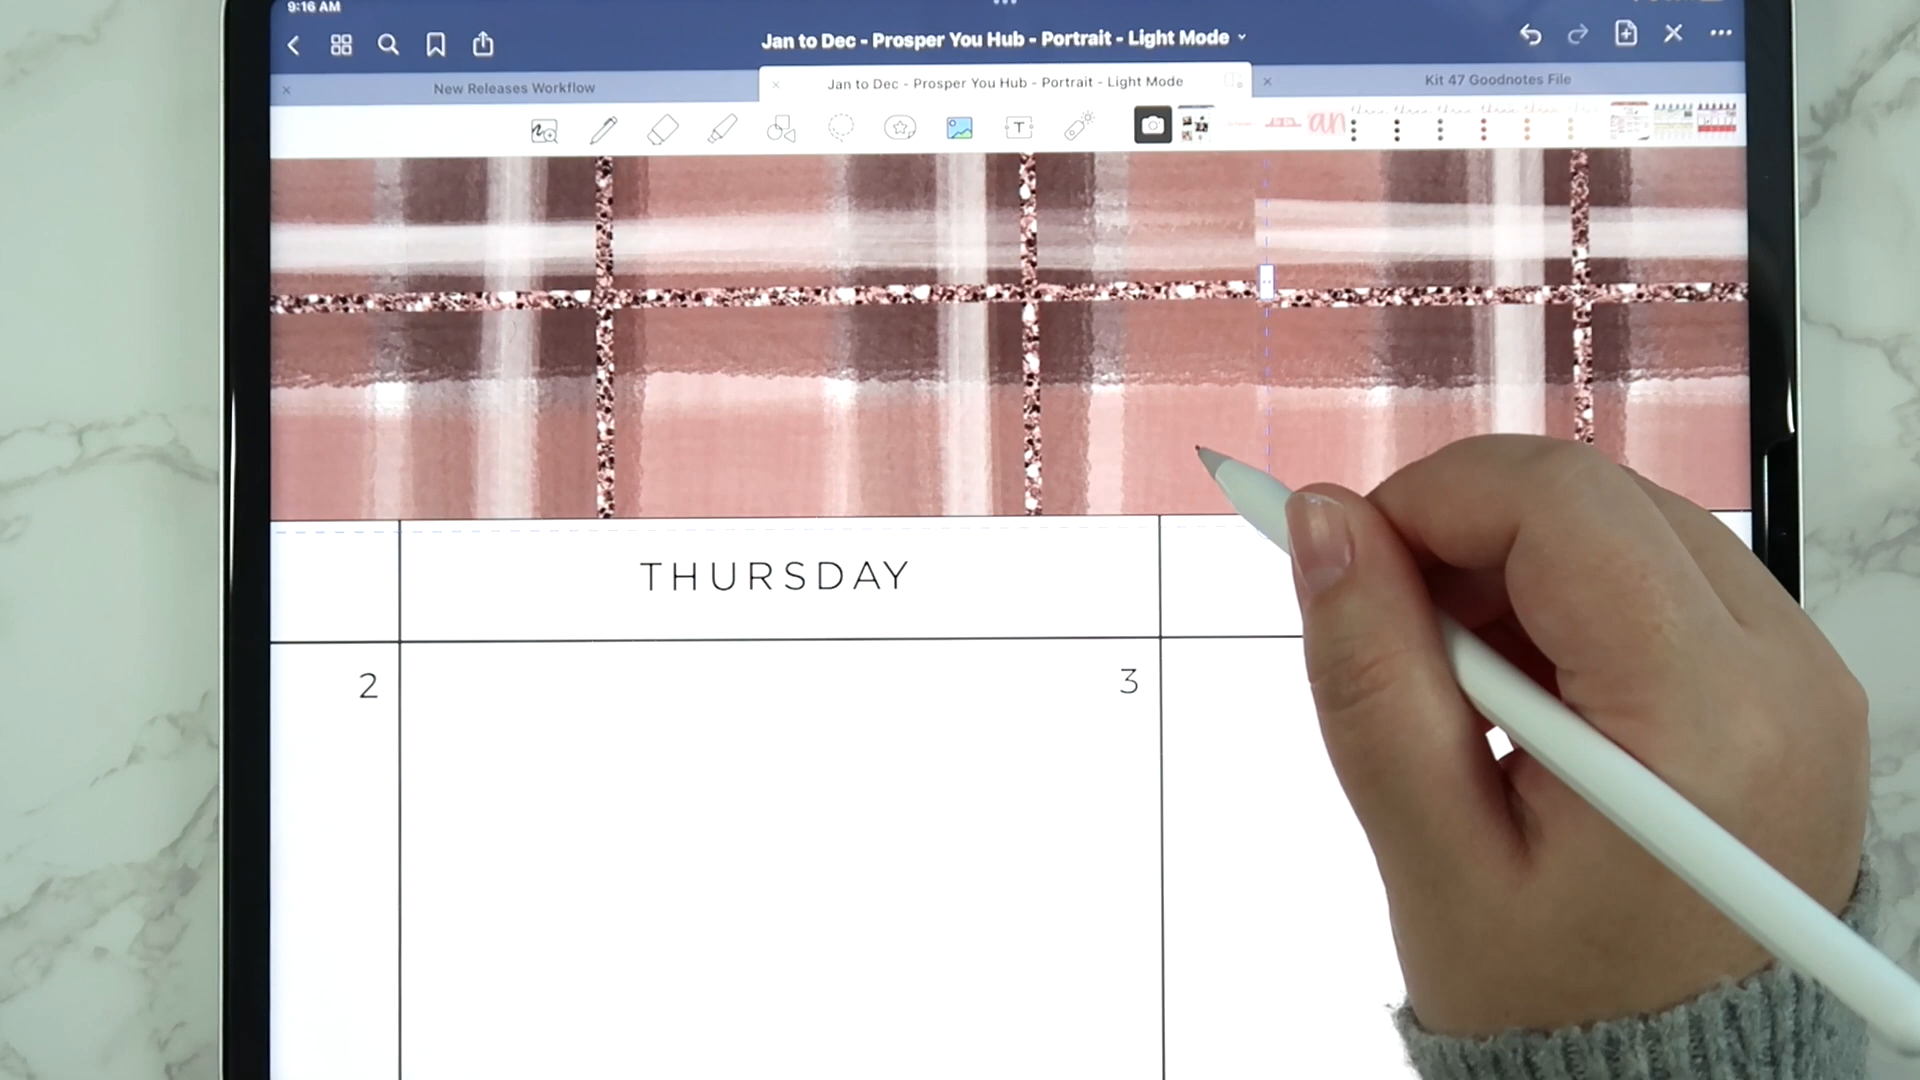 9:16 AM
Jan to Dec - Prosper You Hub - Portrait - Light Mode
New Releases Workflow
Jan to Dec - Prosper You Hub - Portrait - Light Mode
Kit 47 Goodnotes File
T
an
THURSDAY
2
3